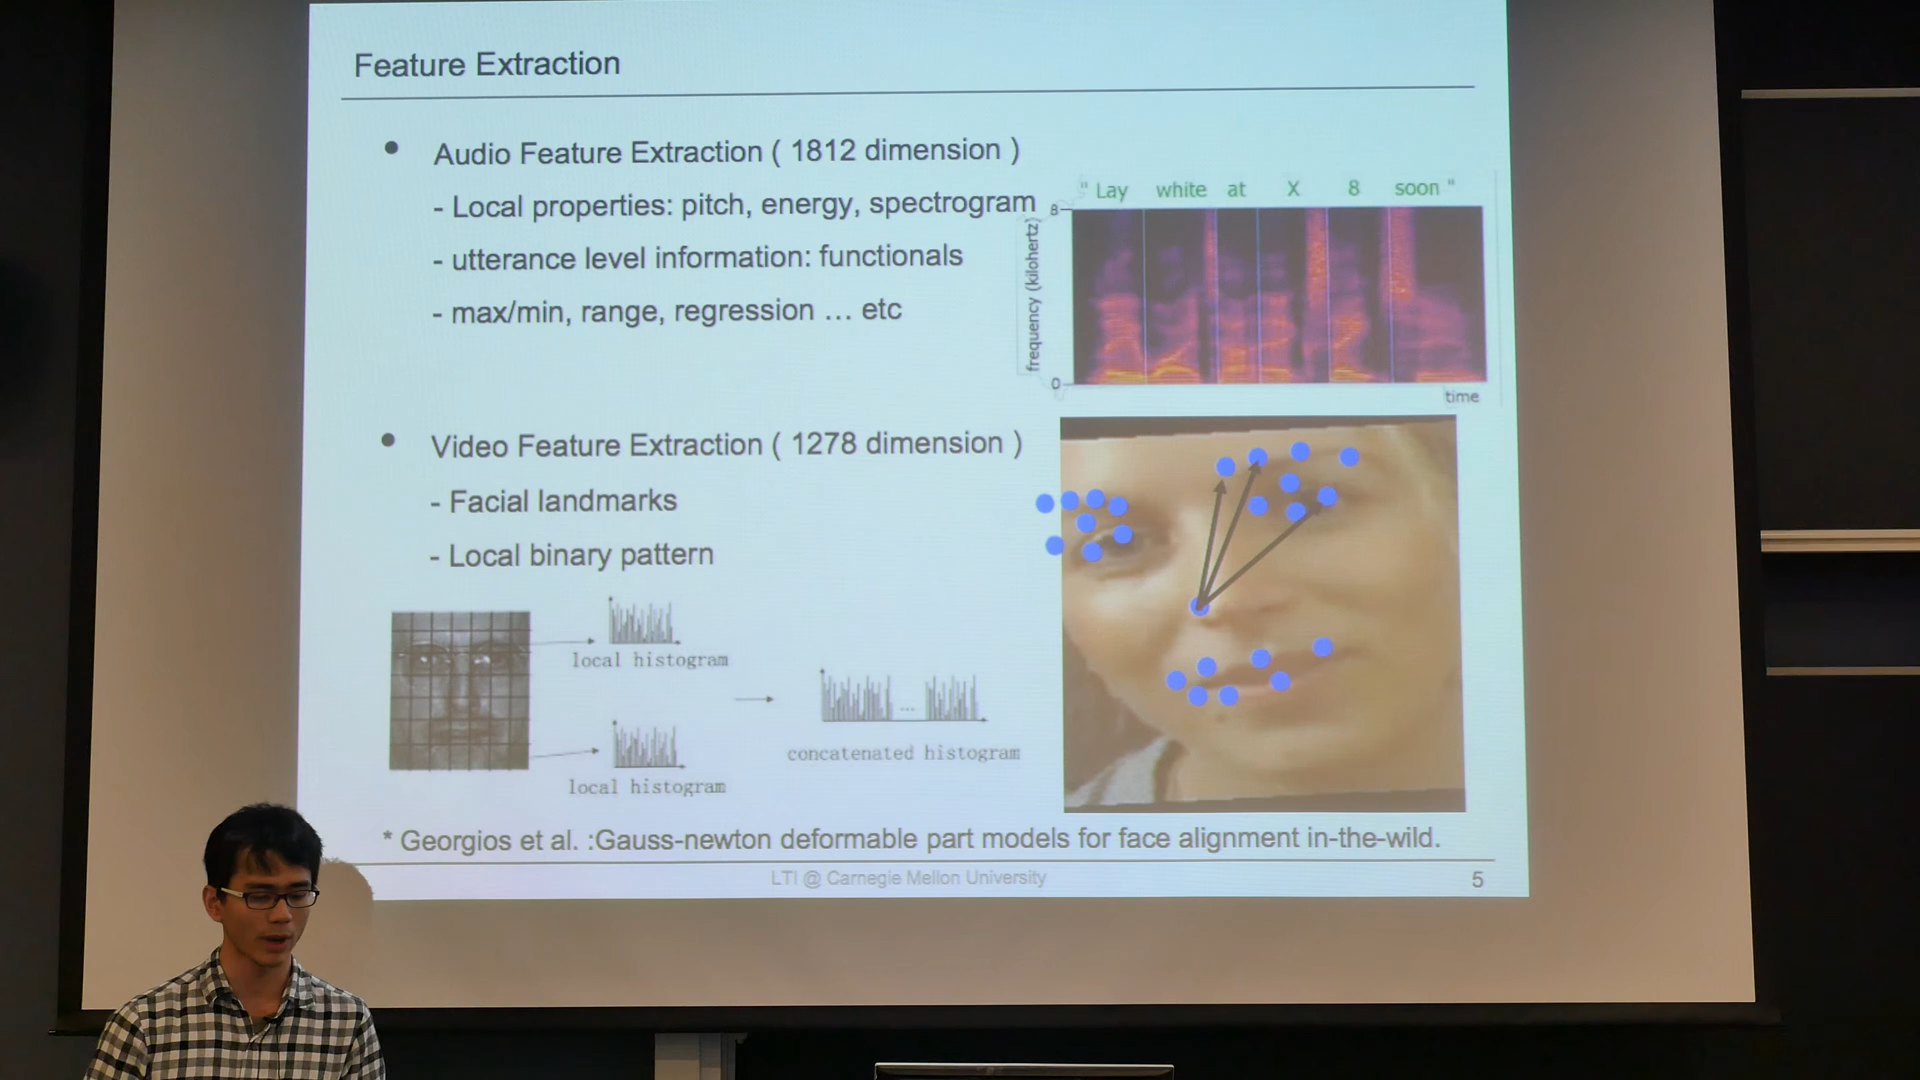 Feature Extraction
• Audio Feature Extraction ( 1812 dimension )
- Local properties: pitch, energy, spectrogram
- utterance level information: functionals
- max/min, range, regression … etc
" Lay white at X 8 soon "
8
frequency (kilohertz)
0
time
• Video Feature Extraction ( 1278 dimension )
- Facial landmarks
- Local binary pattern
local histogram
...
concatenated histogram
local histogram
* Georgios et al. :Gauss-newton deformable part models for face alignment in-the-wild.
LTI @ Carnegie Mellon University
5